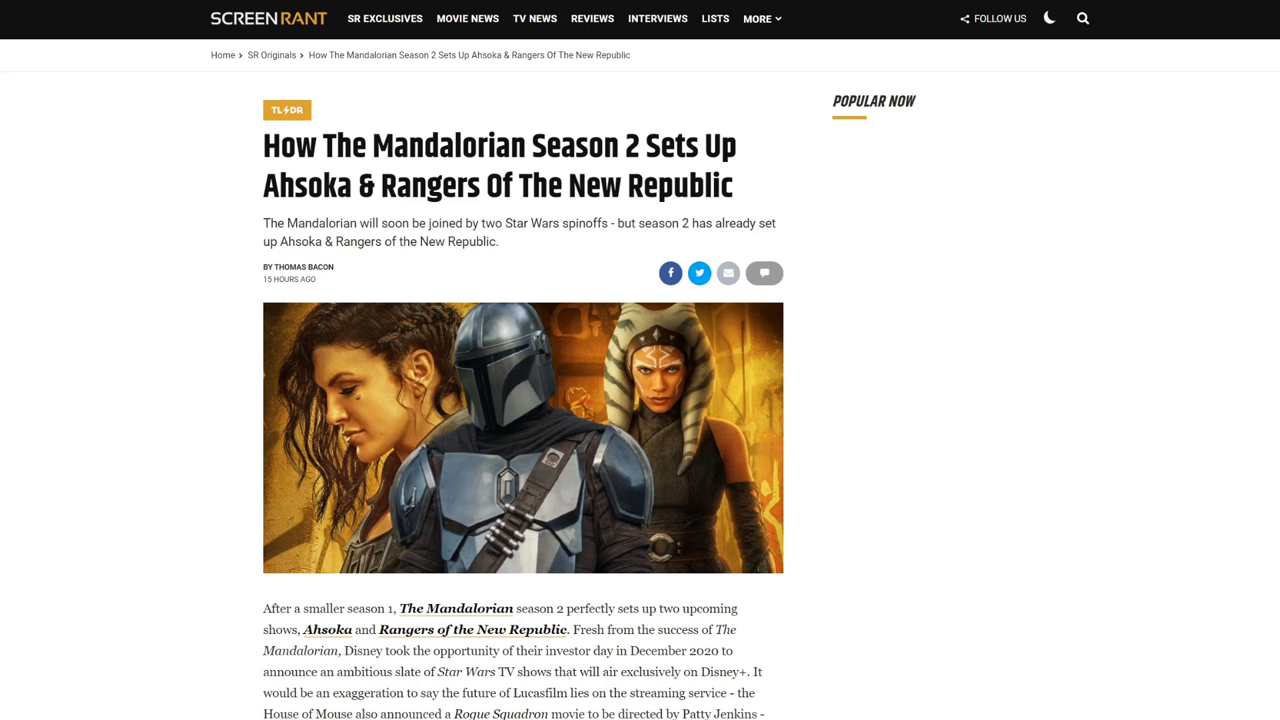 SCREENRANT SR EXCLUSIVES MOVIE NEWS TV NEWS REVIEWS INTERVIEWS LISTS MORE FOLLOW US
Home > SR Originals > How The Mandalorian Season 2 Sets Up Ahsoka & Rangers Of The New Republic
TL DR
POPULAR NOW
How The Mandalorian Season 2 Sets Up
Ahsoka & Rangers Of The New Republic
The Mandalorian will soon be joined by two Star Wars spinoffs - but season 2 has already set
up Ahsoka & Rangers of the New Republic.
BY THOMAS BACON
15 HOURS AGO
After a smaller season 1, The Mandalorian season 2 perfectly sets up two upcoming
shows, Ahsoka and Rangers of the New Republic. Fresh from the success of The
Mandalorian, Disney took the opportunity of their investor day in December 2020 to
announce an ambitious slate of Star Wars TV shows that will air exclusively on Disney+. It
would be an exaggeration to say the future of Lucasfilm lies on the streaming service - the
House of Mouse also announced a Rogue Squadron movie to be directed by Patty Jenkins -